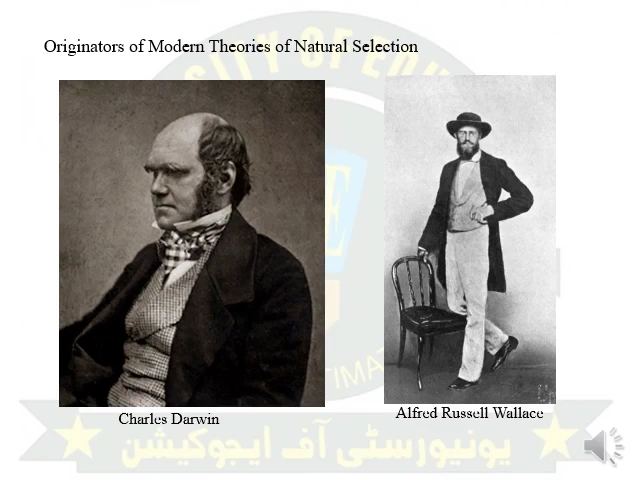 Originators of Modern Theories of Natural Selection
Charles Darwin
Alfred Russell Wallace
یونیورسٹی آف ایجوکیشن